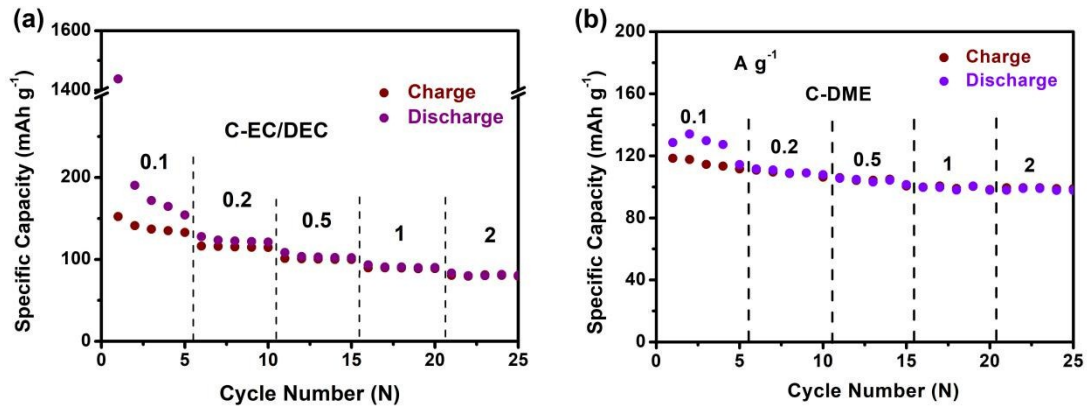 (a)
1600
1400
200
100
0
Specific Capacity (mAh g⁻¹)
Charge
Discharge
C-EC/DEC
0.1
0.2
0.5
1
2
0 5 10 15 20 25
Cycle Number (N)
(b)
200
160
120
80
40
0
Specific Capacity (mAh g⁻¹)
A g⁻¹
Charge
Discharge
C-DME
0.1
0.2
0.5
1
2
0 5 10 15 20 25
Cycle Number (N)